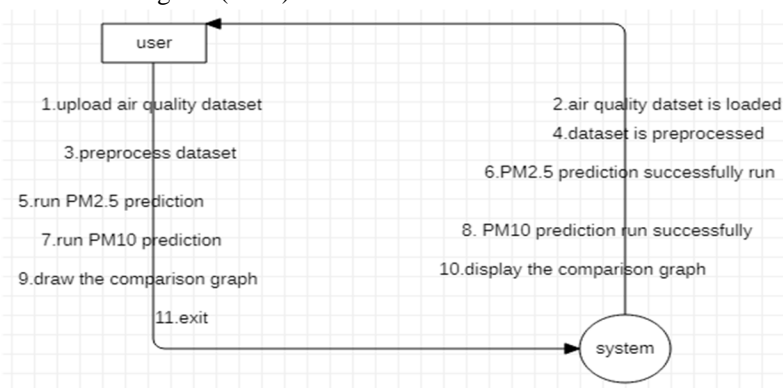 user
1.upload air quality dataset
2.air quality datset is loaded
4.dataset is preprocessed
3.preprocess dataset
6.PM2.5 prediction successfully run
5.run PM2.5 prediction
8. PM10 prediction run successfully
7.run PM10 prediction
10.display the comparison graph
9.draw the comparison graph
11.exit
system